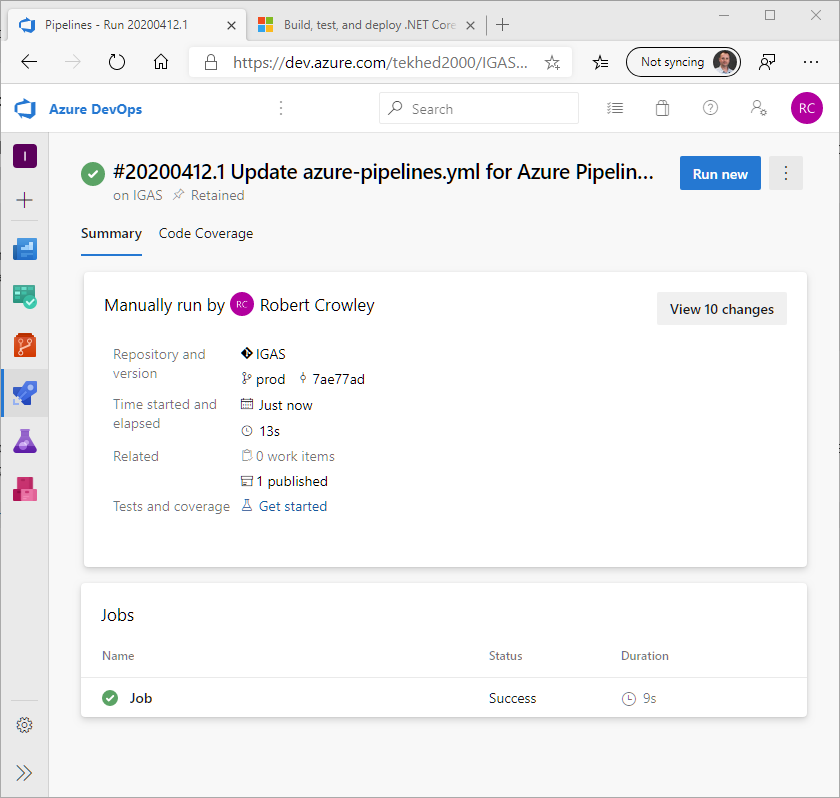 Pipelines - Run 20200412.1
Build, test, and deploy .NET Core
https://dev.azure.com/tekhed2000/IGAS...
Not syncing
Azure DevOps
Search
RC
I
#20200412.1 Update azure-pipelines.yml for Azure Pipelin...
on IGAS Retained
Run new
Summary
Code Coverage
Manually run by RC Robert Crowley
View 10 changes
Repository and
version
IGAS
prod 7ae77ad
Time started and
elapsed
Just now
13s
Related
0 work items
1 published
Tests and coverage
Get started
Jobs
Name Status Duration
Job Success 9s